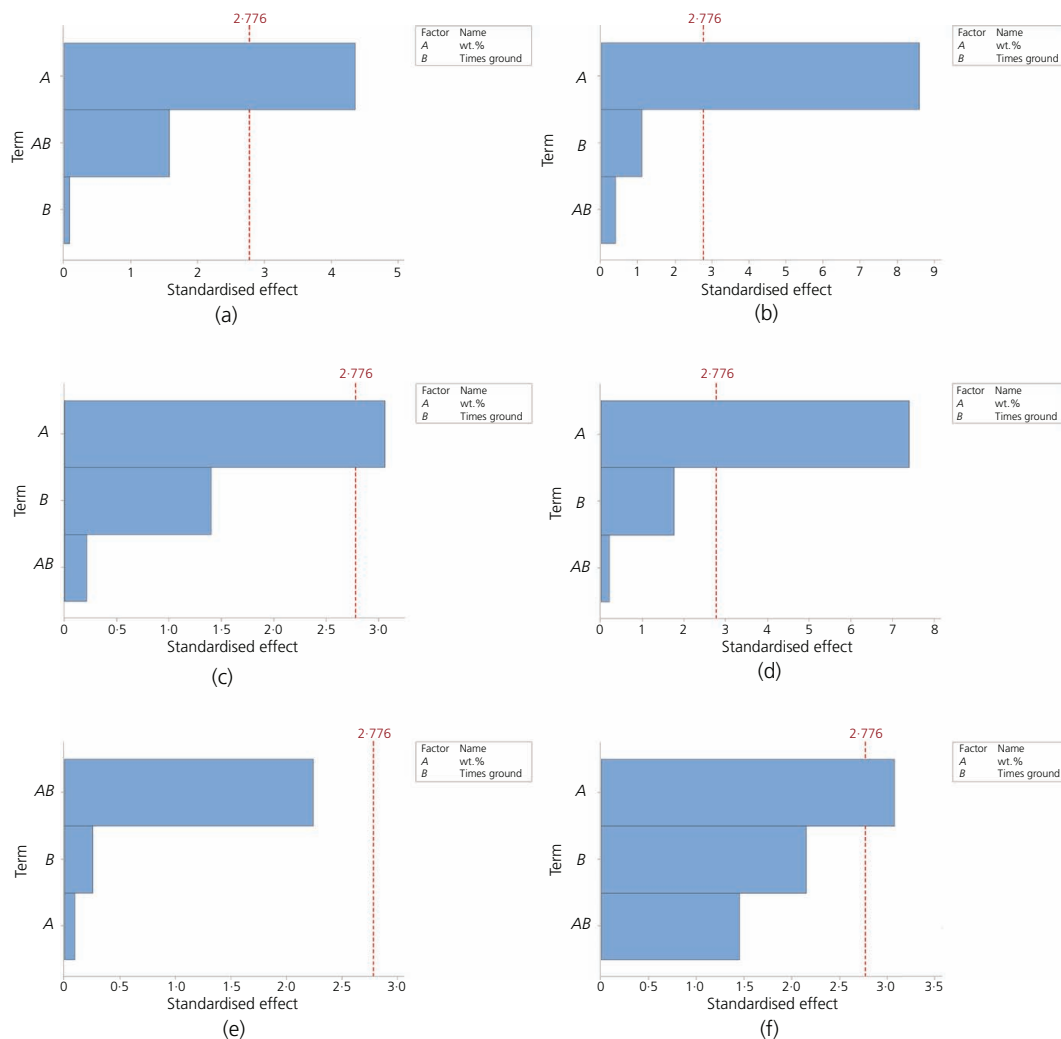 2·776
Factor Name
A wt.%
B Times ground
Term
A
AB
B
0 1 2 3 4 5
Standardised effect
(a)
2·776
Factor Name
A wt.%
B Times ground
Term
A
B
AB
0 1 2 3 4 5 6 7 8 9
Standardised effect
(b)
2·776
Factor Name
A wt.%
B Times ground
Term
A
B
AB
0 0·5 1·0 1·5 2·0 2·5 3·0
Standardised effect
(c)
2·776
Factor Name
A wt.%
B Times ground
Term
A
B
AB
0 1 2 3 4 5 6 7 8
Standardised effect
(d)
2·776
Factor Name
A wt.%
B Times ground
Term
AB
B
A
0 0·5 1·0 1·5 2·0 2·5 3·0
Standardised effect
(e)
2·776
Factor Name
A wt.%
B Times ground
Term
A
B
AB
0 0·5 1·0 1·5 2·0 2·5 3·0 3·5
Standardised effect
(f)